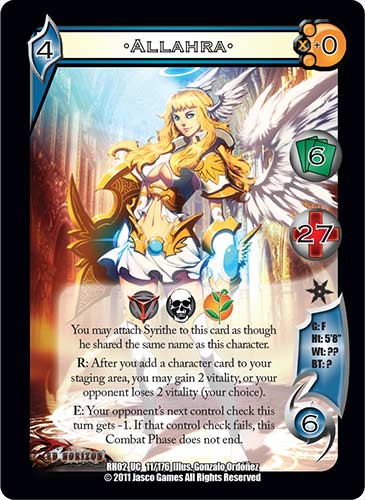 4
·ALLAHRA·
X +0
6
27
G: F
Ht: 5'8"
Wt: ??
BT: ?
6
You may attach Syrithe to this card as though
he shared the same name as this character.
R: After you add a character card to your
staging area, you may gain 2 vitality, or your
opponent loses 2 vitality (your choice).
E: Your opponent's next control check this
turn gets -1. If that control check fails, this
Combat Phase does not end.
RED HORIZON
RH02 UC 11/176 Illus. Gonzalo Ordoñez
© 2011 Jasco Games All Rights Reserved